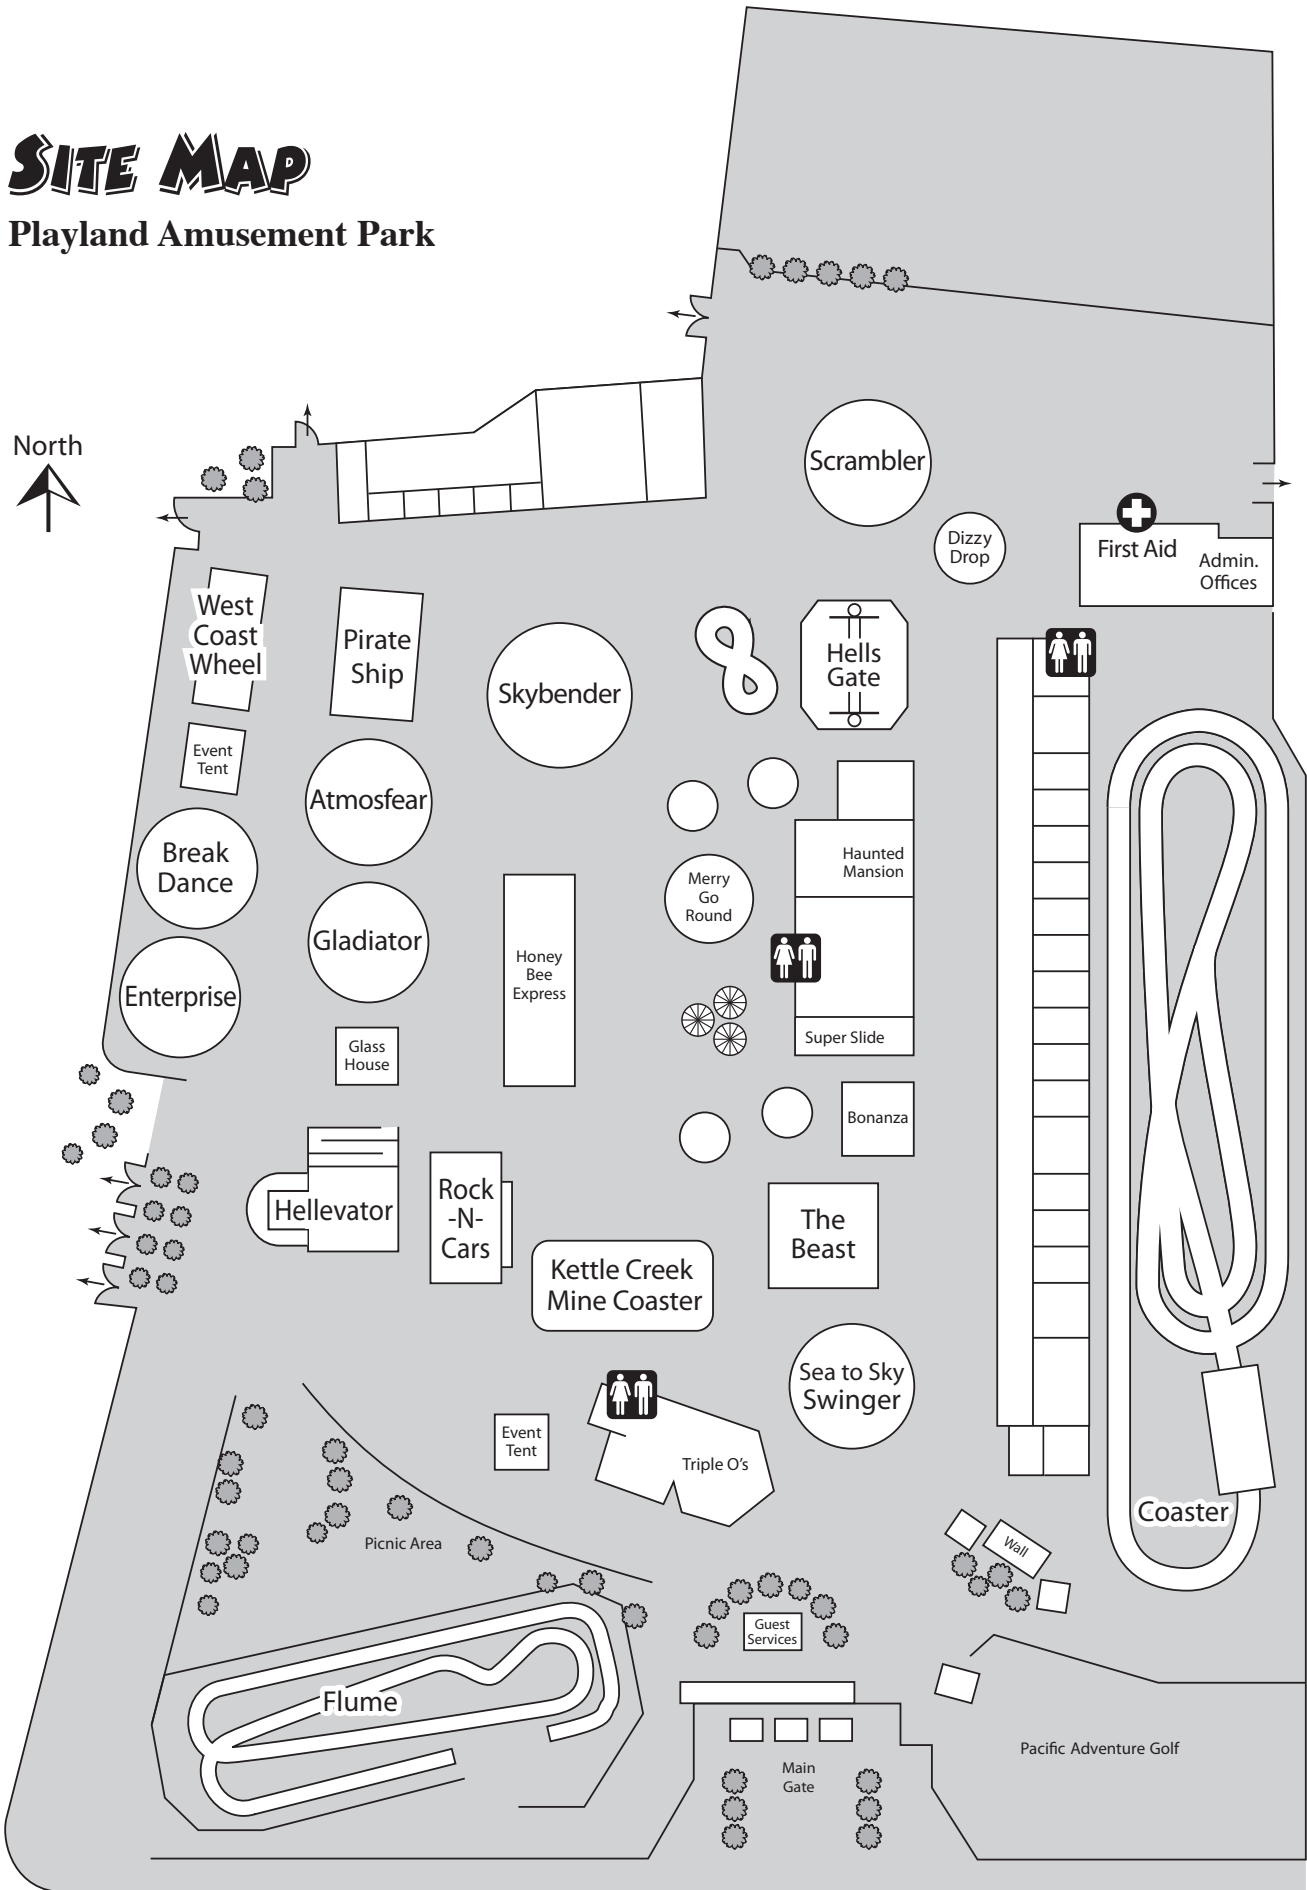 SITE MAP
Playland Amusement Park
North
Scrambler
Dizzy
Drop
First Aid
Admin.
Offices
West
Coast
Wheel
Pirate
Ship
Skybender
Hells
Gate
Event
Tent
Atmosfear
Break
Dance
Haunted
Mansion
Merry
Go
Round
Gladiator
Honey
Bee
Express
Enterprise
Glass
House
Super Slide
Bonanza
Hellevator
Rock
-N-
Cars
The
Beast
Kettle Creek
Mine Coaster
Sea to Sky
Swinger
Event
Tent
Triple O's
Picnic Area
Coaster
Wall
Guest
Services
Flume
Main
Gate
Pacific Adventure Golf